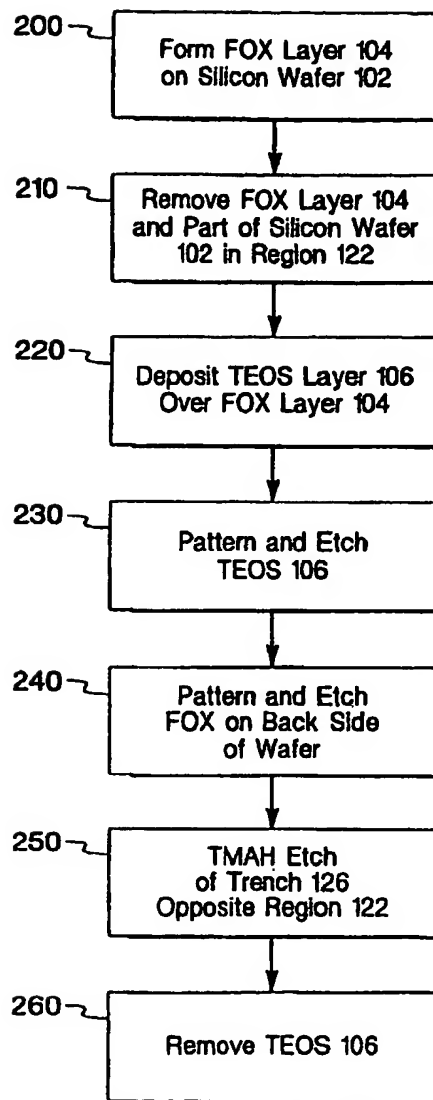 200
Form FOX Layer 104
on Silicon Wafer 102
210
Remove FOX Layer 104
and Part of Silicon Wafer
102 in Region 122
220
Deposit TEOS Layer 106
Over FOX Layer 104
230
Pattern and Etch
TEOS 106
240
Pattern and Etch
FOX on Back Side
of Wafer
250
TMAH Etch
of Trench 126
Opposite Region 122
260
Remove TEOS 106